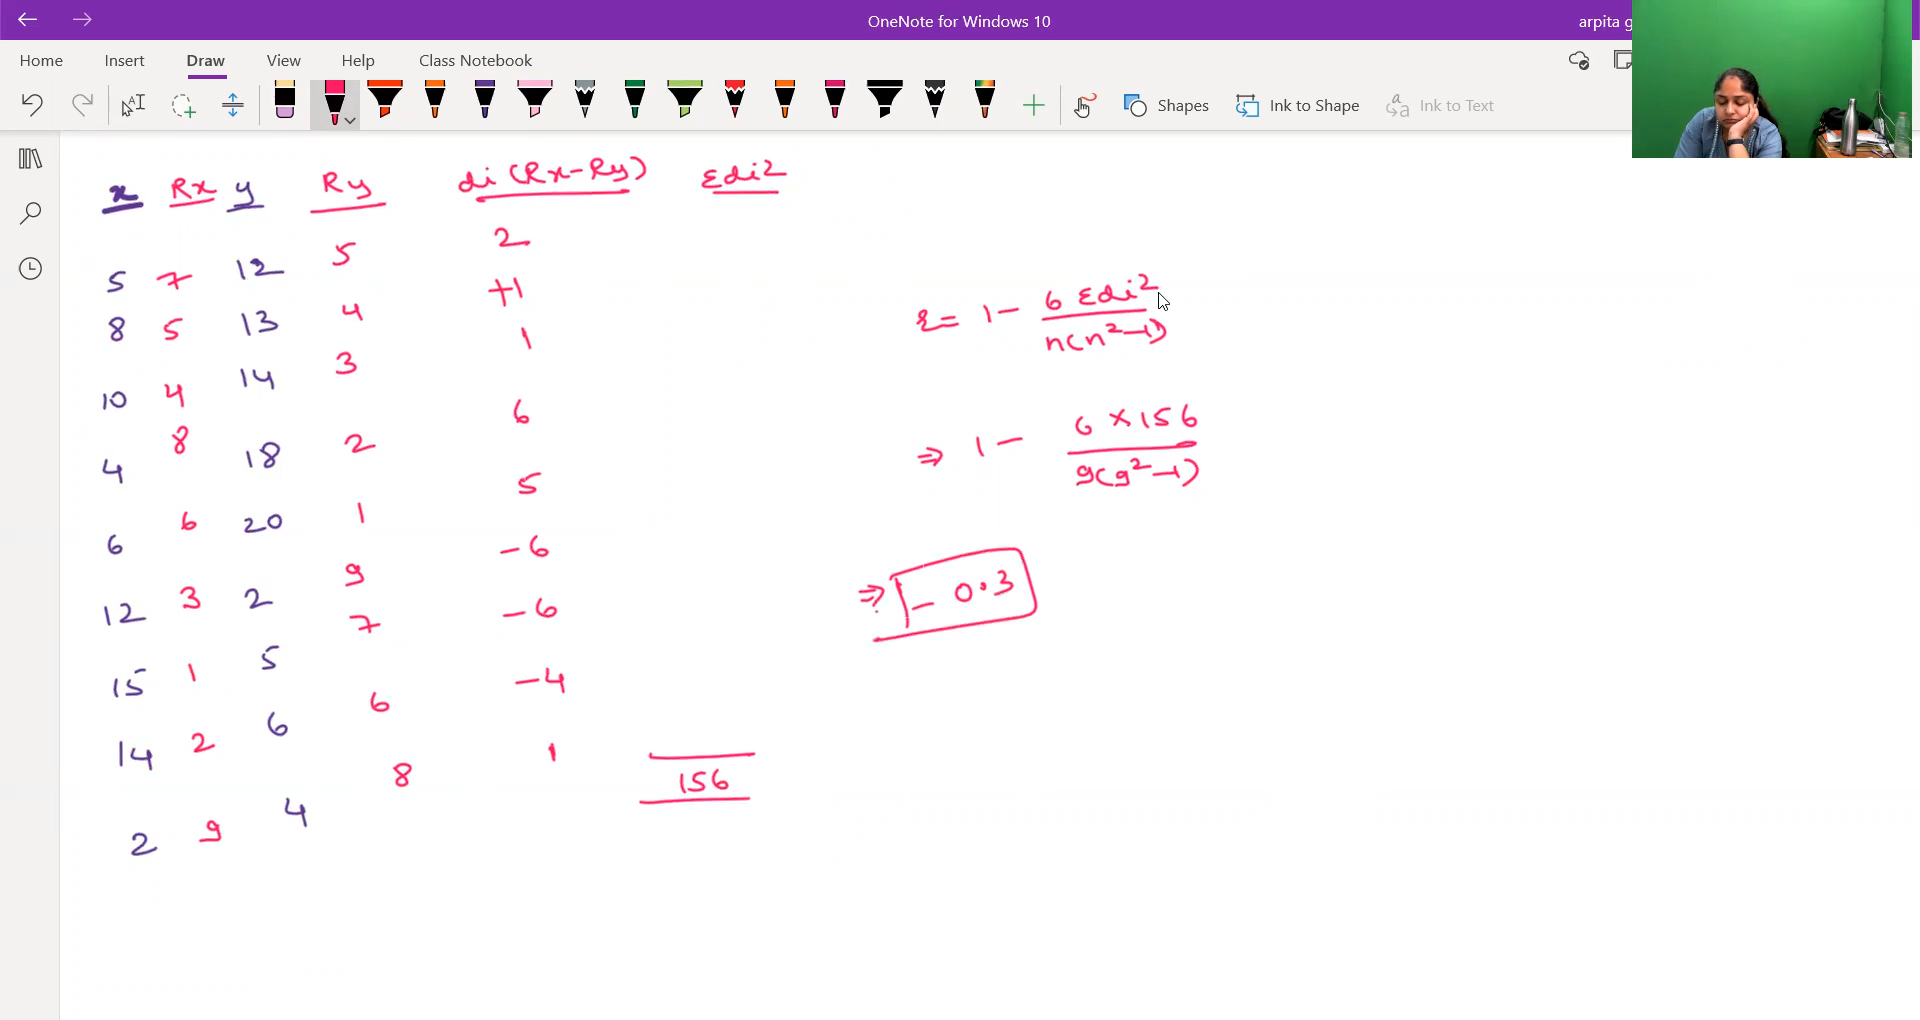 OneNote for Windows 10
arpita g
Home Insert Draw View Help Class Notebook
Shapes Ink to Shape Ink to Text
x Rx y Ry di (Rx-Ry) Σdi2
5 7 12 5 2
8 5 13 4 +1
10 4 14 3 1
4 8 18 2 6
6 6 20 1 5
12 3 2 9 -6
15 1 5 7 -6
14 2 6 6 -4
2 9 4 8 1
156
r = 1 - 6 Σdi2 / n(n2-1)
⇒ 1 - 6 × 156 / 9(92-1)
⇒ - 0.3